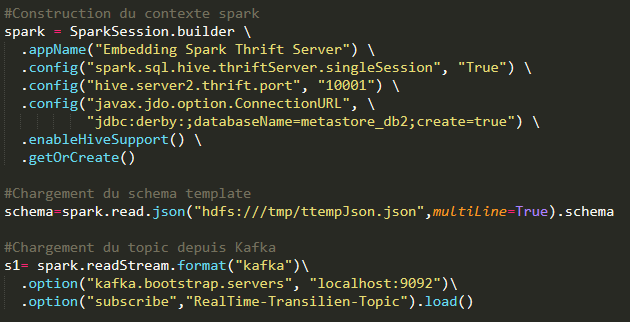 #Construction du contexte spark
spark = SparkSession.builder \
  .appName("Embedding Spark Thrift Server") \
  .config("spark.sql.hive.thriftServer.singleSession", "True") \
  .config("hive.server2.thrift.port", "10001") \
  .config("javax.jdo.option.ConnectionURL", \
          "jdbc:derby:;databaseName=metastore_db2;create=true") \
  .enableHiveSupport() \
  .getOrCreate()

#Chargement du schema template
schema=spark.read.json("hdfs:///tmp/ttempJson.json",multiLine=True).schema

#Chargement du topic depuis Kafka
s1= spark.readStream.format("kafka")\
  .option("kafka.bootstrap.servers", "localhost:9092")\
  .option("subscribe","RealTime-Transilien-Topic").load()